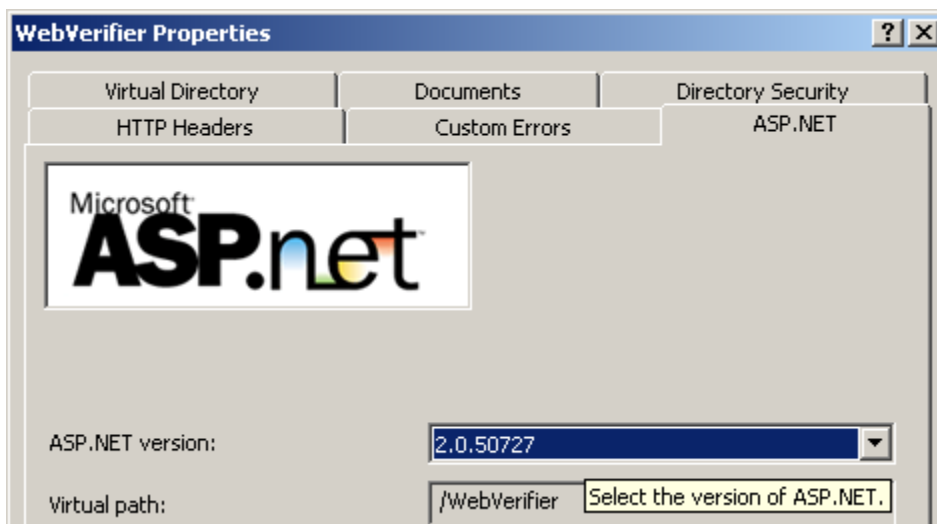 WebVerifier Properties
Virtual Directory Documents Directory Security
HTTP Headers Custom Errors ASP.NET
Microsoft
ASP.net
ASP.NET version: 2.0.50727
Virtual path: /WebVerifier Select the version of ASP.NET.